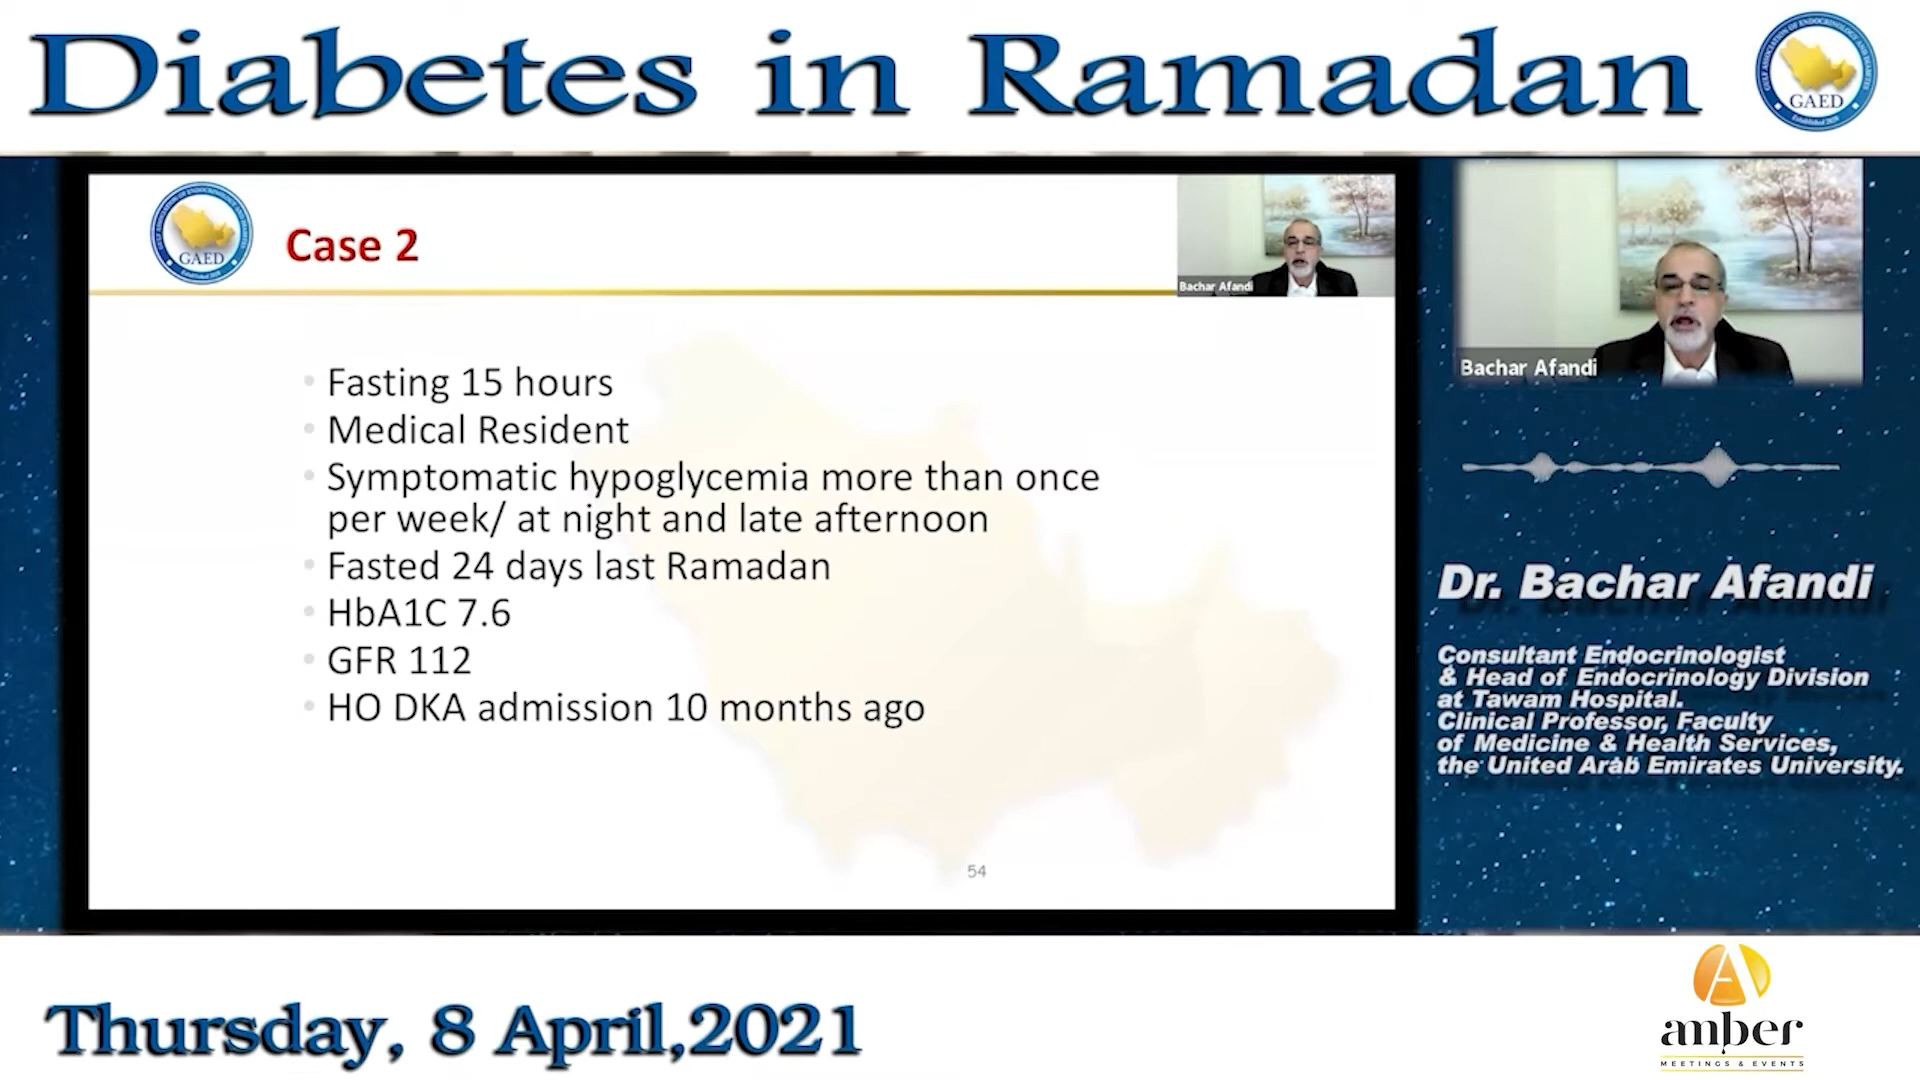 Diabetes in Ramadan
GAED
GAED
Case 2
Bachar Afandi
Fasting 15 hours
Medical Resident
Symptomatic hypoglycemia more than once
per week/ at night and late afternoon
Fasted 24 days last Ramadan
HbA1C 7.6
GFR 112
HO DKA admission 10 months ago
54
Bachar Afandi
Dr. Bachar Afandi
Consultant Endocrinologist
& Head of Endocrinology Division
at Tawam Hospital.
Clinical Professor, Faculty
of Medicine & Health Services,
the United Arab Emirates University.
Thursday, 8 April,2021
amber
MEETINGS & EVENTS